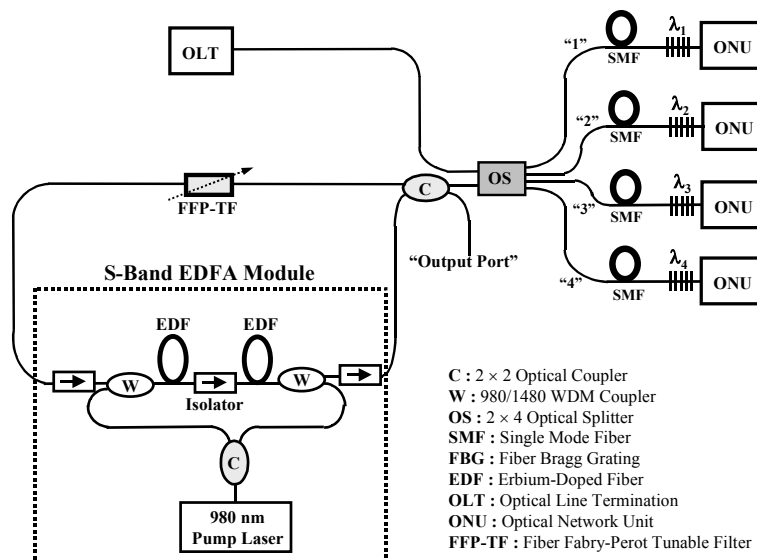 OLT
"1"
SMF
λ1
ONU
"2"
SMF
λ2
ONU
FFP-TF
C
OS
"3"
SMF
λ3
ONU
"Output Port"
"4"
SMF
λ4
ONU
S-Band EDFA Module
EDF
EDF
W
Isolator
W
C
980 nm
Pump Laser
C : 2 × 2 Optical Coupler
W : 980/1480 WDM Coupler
OS : 2 × 4 Optical Splitter
SMF : Single Mode Fiber
FBG : Fiber Bragg Grating
EDF : Erbium-Doped Fiber
OLT : Optical Line Termination
ONU : Optical Network Unit
FFP-TF : Fiber Fabry-Perot Tunable Filter